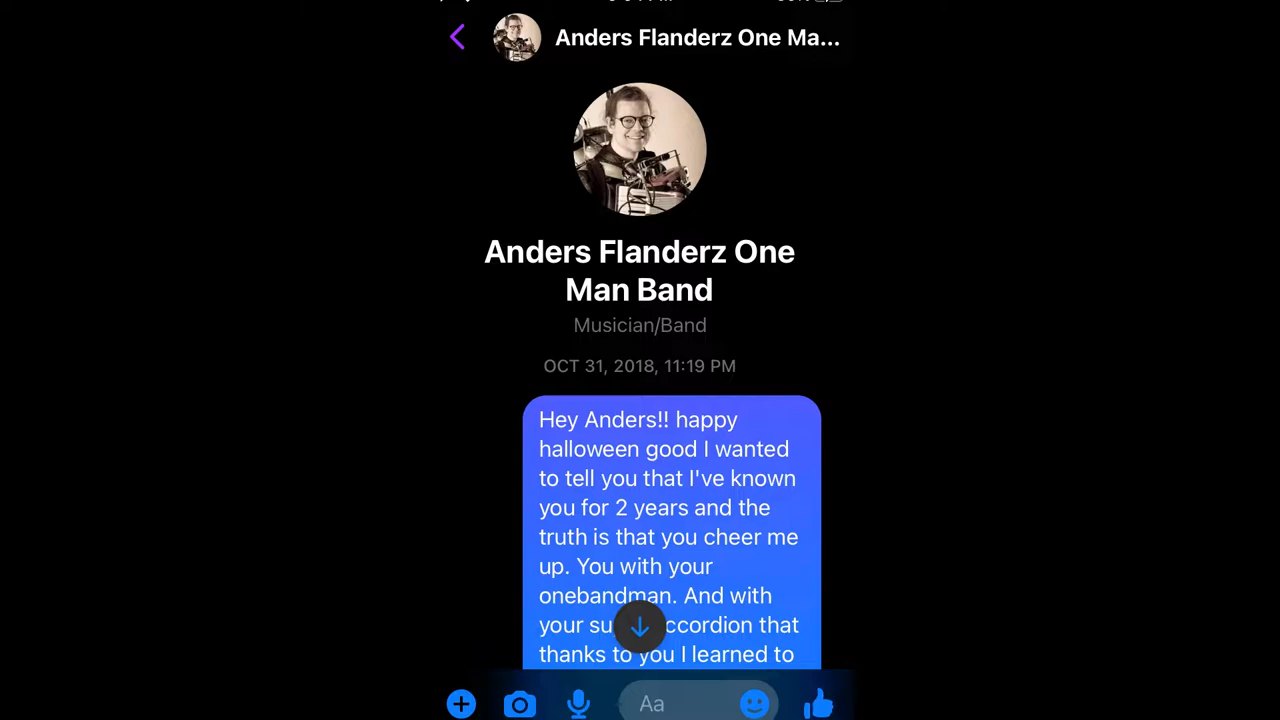 Anders Flanderz One Ma...
Anders Flanderz One
Man Band
Musician/Band
OCT 31, 2018, 11:19 PM
Hey Anders!! happy
halloween good I wanted
to tell you that I've known
you for 2 years and the
truth is that you cheer me
up. You with your
onebandman. And with
your su ccordion that
thanks to you I learned to
Aa